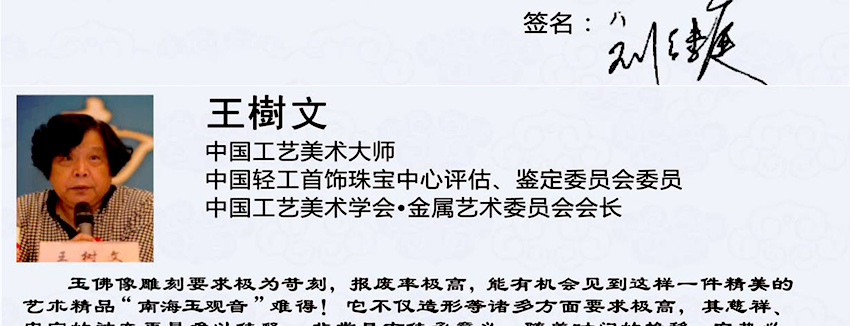 签名：
王樹文
中国工艺美术大师
中国轻工首饰珠宝中心评估、鉴定委员会委员
中国工艺美术学会•金属艺术委员会会长
王树文
玉佛像雕刻要求极为苛刻，报废率极高，能有机会见到这样一件精美的
艺术精品“南海玉观音”难得！它不仅造形等诸多方面要求极高，其慈祥、